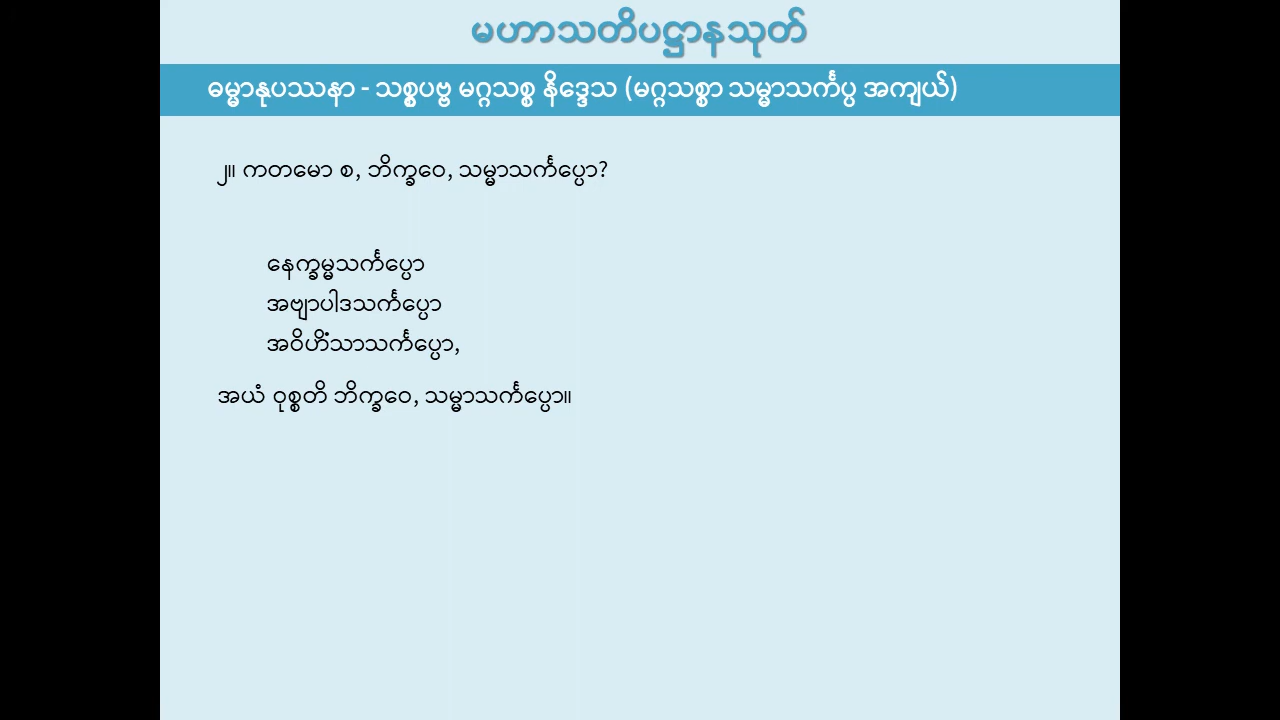 မဟာသတိပဋ္ဌာနသုတ်
ဓမ္မာနုပဿနာ - သစ္စပဗ္ဗ မဂ္ဂသစ္စ နိဒ္ဒေသ (မဂ္ဂသစ္စာ သမ္မာသင်္ကပ္ပ အကျယ်)
၂။ ကတမော စ, ဘိက္ခဝေ, သမ္မာသင်္ကပ္ပော?
နေက္ခမ္မသင်္ကပ္ပော
အဗျာပါဒသင်္ကပ္ပော
အဝိဟိံသာသင်္ကပ္ပော,
အယံ ဝုစ္စတိ ဘိက္ခဝေ, သမ္မာသင်္ကပ္ပော။